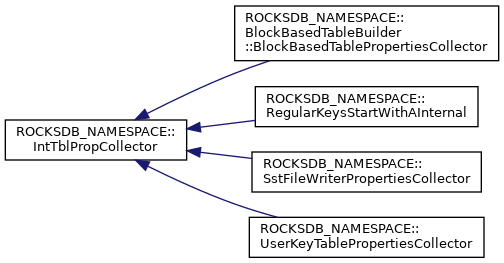 ROCKSDB_NAMESPACE::
BlockBasedTableBuilder
::BlockBasedTablePropertiesCollector
ROCKSDB_NAMESPACE::
RegularKeysStartWithAInternal
ROCKSDB_NAMESPACE::
IntTblPropCollector
ROCKSDB_NAMESPACE::
SstFileWriterPropertiesCollector
ROCKSDB_NAMESPACE::
UserKeyTablePropertiesCollector